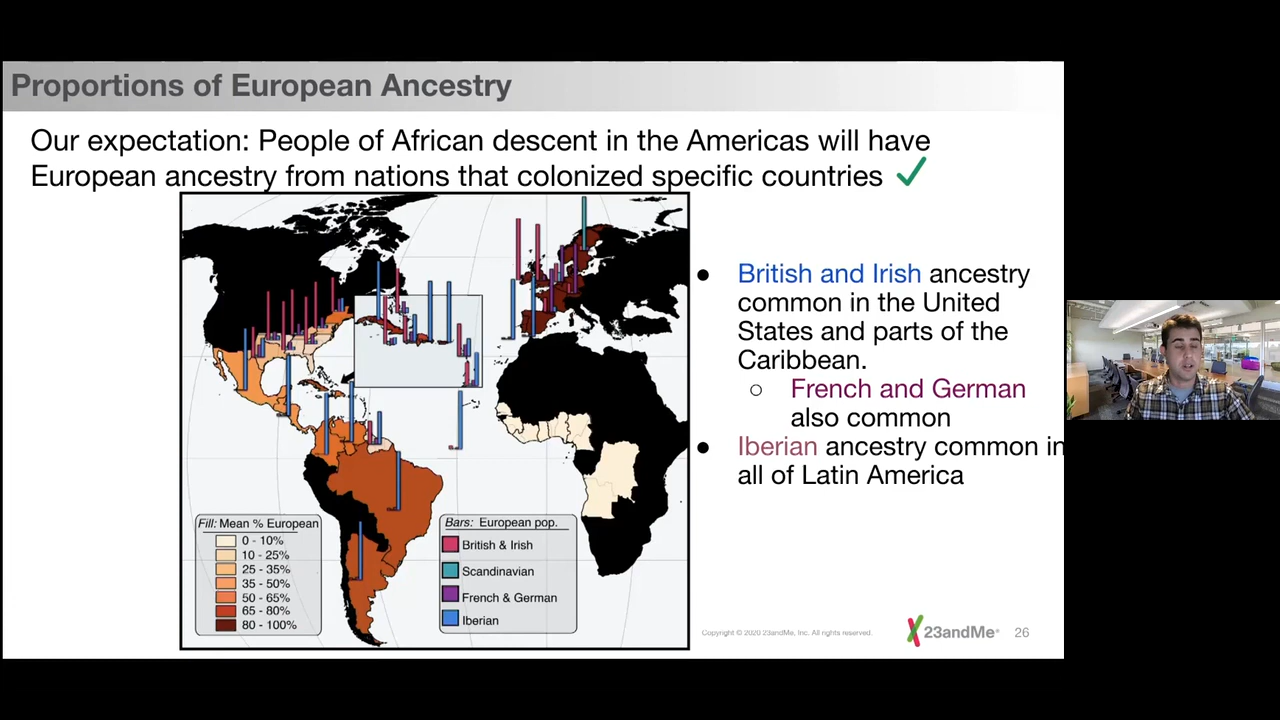 Proportions of European Ancestry
Our expectation: People of African descent in the Americas will have
European ancestry from nations that colonized specific countries
● British and Irish ancestry
common in the United
States and parts of the
Caribbean.
○ French and German
also common
● Iberian ancestry common in
all of Latin America
Fill: Mean % European
0 - 10%
10 - 25%
25 - 35%
35 - 50%
50 - 65%
65 - 80%
80 - 100%
Bars: European pop.
British & Irish
Scandinavian
French & German
Iberian
Copyright © 2020 23andMe, Inc. All rights reserved.
23andMe®
26